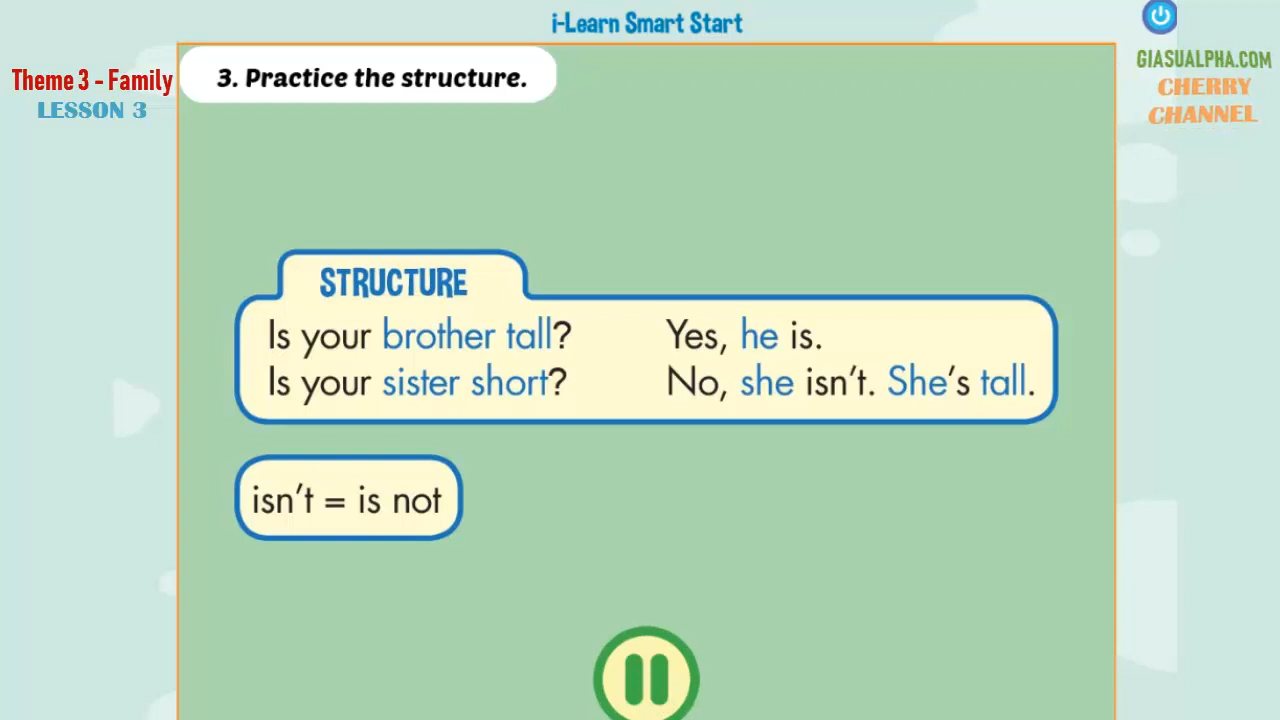 i-Learn Smart Start
GIASUALPHA.COM
CHERRY
CHANNEL
Theme 3 - Family
LESSON 3
3. Practice the structure.
STRUCTURE
Is your brother tall? Yes, he is.
Is your sister short? No, she isn't. She's tall.
isn't = is not